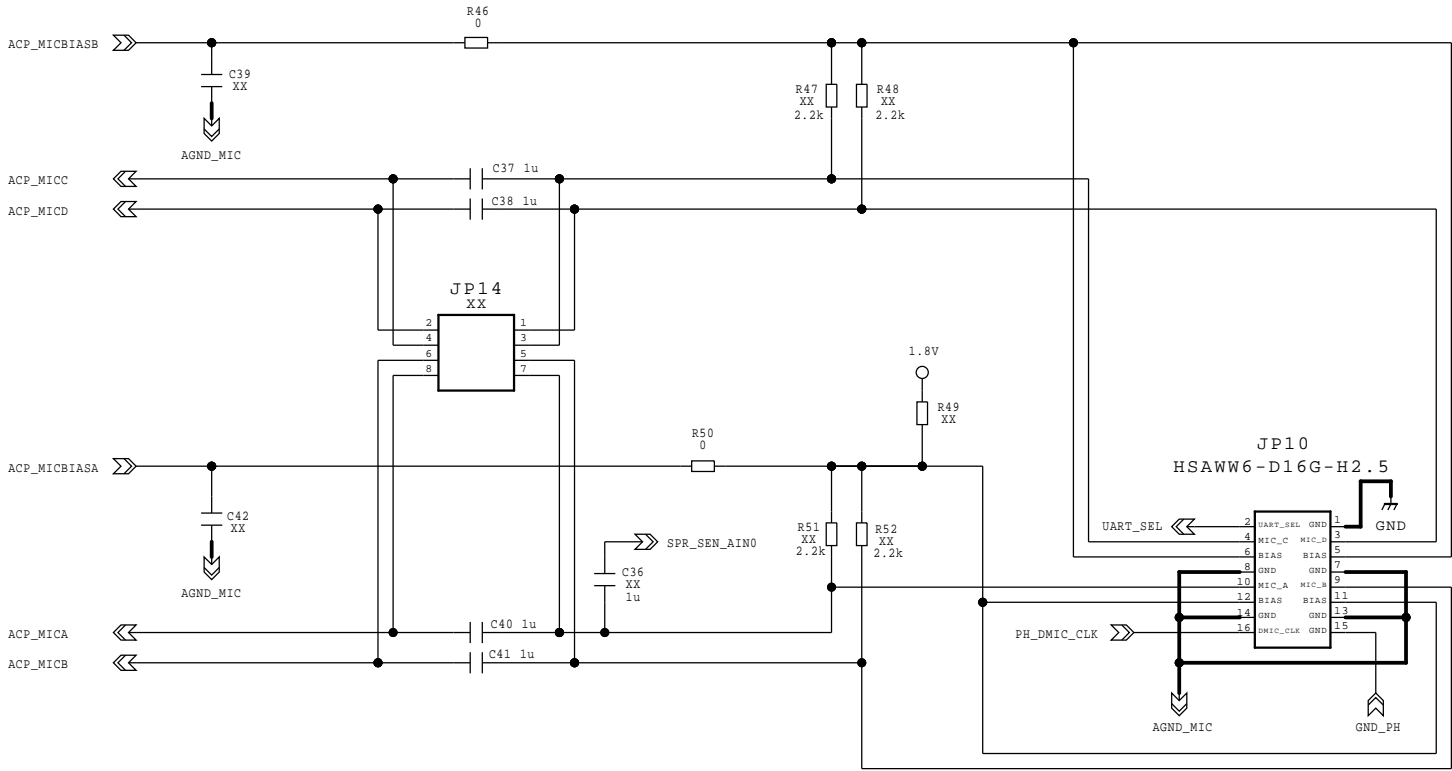 R46
0
ACP_MICBIASB
C39
XX
AGND_MIC
R47
XX
2.2k
R48
XX
2.2k
ACP_MICC
C37 1u
ACP_MICD
C38 1u
JP14
XX
2
4
6
8
1
3
5
7
1.8V
R49
XX
R50
0
ACP_MICBIASA
C42
XX
AGND_MIC
R51
XX
2.2k
R52
XX
2.2k
SPR_SEN_AIN0
C36
XX
1u
ACP_MICA
C40 1u
ACP_MICB
C41 1u
JP10
HSAWW6-D16G-H2.5
GND
UART_SEL
2 UART_SEL GND 1
4 MIC_C MIC_D 3
6 BIAS BIAS 5
8 GND GND 7
10 MIC_A MIC_B 9
12 BIAS BIAS 11
14 GND GND 13
16 DMIC_CLK GND 15
PH_DMIC_CLK
AGND_MIC
GND_PH